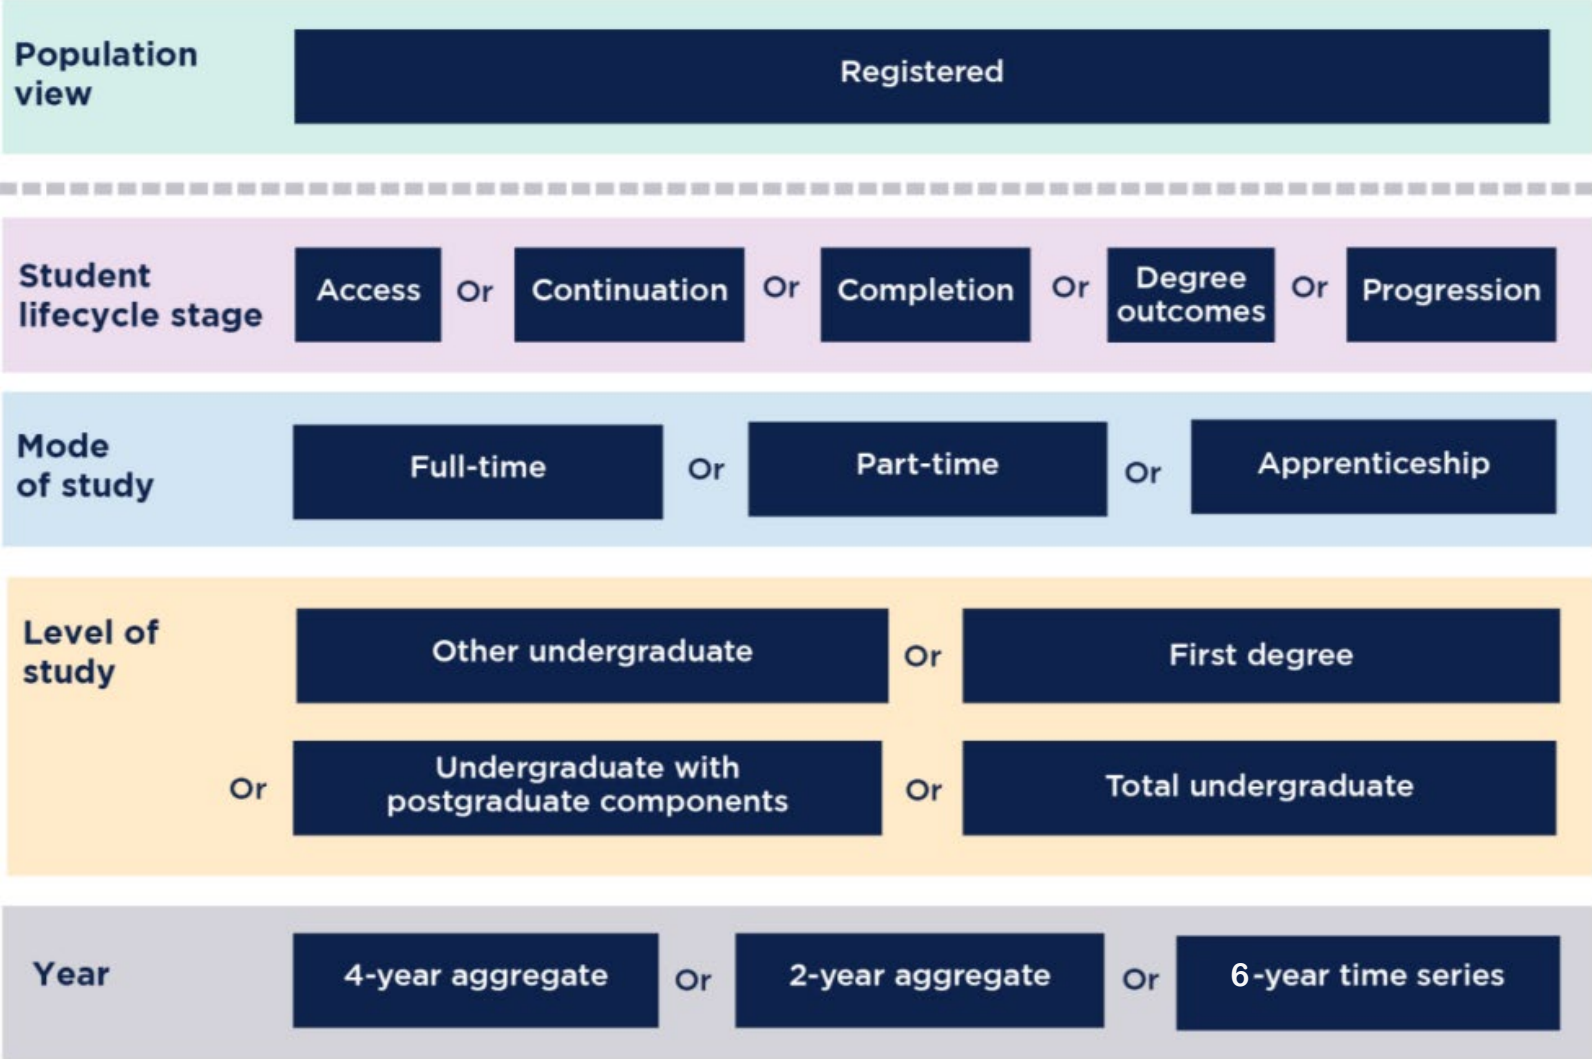 Population
view
Registered
Student
lifecycle stage
Access Or Continuation Or Completion Or Degree
outcomes Or Progression
Mode
of study
Full-time Or Part-time Or Apprenticeship
Level of
study
Other undergraduate Or First degree
Or Undergraduate with
postgraduate components Or Total undergraduate
Year
4-year aggregate Or 2-year aggregate Or 6-year time series